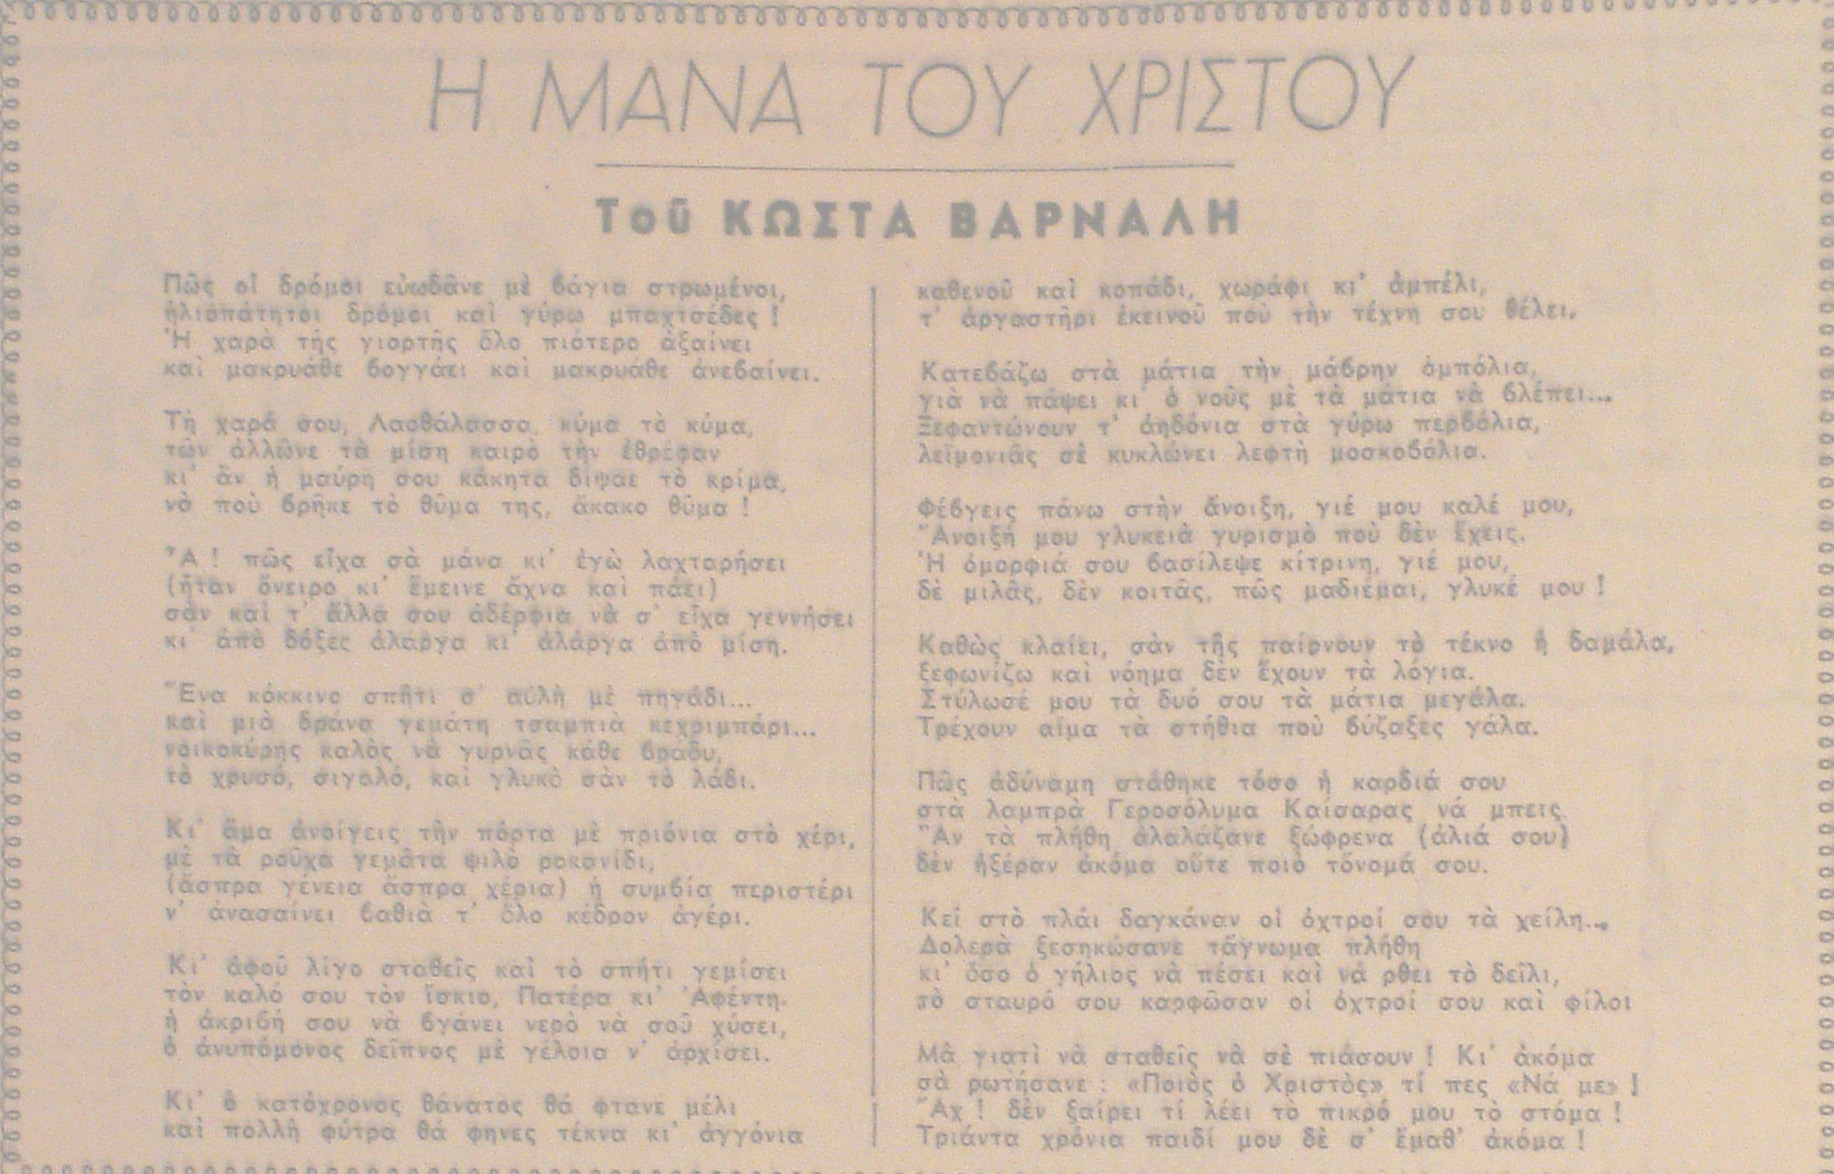 Η ΜΑΝΑ ΤΟΥ ΧΡΙΣΤΟΥ
Τοῦ ΚΩΣΤΑ ΒΑΡΝΑΛΗ
Πῶς οἱ δρόμοι εὐωδᾶνε μὲ βάγια στρωμένοι,
ἡλιοπάτητοι δρόμοι καὶ γύρω μπαχτσέδες !
Ἡ χαρὰ τῆς γιορτῆς ὅλο πιότερο ἀξαίνει
καὶ μακρυάθε βογγάει καὶ μακρυάθε ἀνεβαίνει.
Τὴ χαρά σου, Λαοθάλασσα, κῦμα τὸ κῦμα,
τῶν ἀλλῶνε τὰ μίση καιρὸ τὴν ἔθρεφαν
κι' ἂν ἡ μαύρη σου κάκητα δίψαε τὸ κρίμα,
νὰ ποὺ βρῆκε τὸ θῦμα της, ἄκακο θῦμα !
Ἄ ! πῶς εἶχα σὰ μάνα κι' ἐγὼ λαχταρήσει
(ἦταν ὄνειρο κι' ἔμεινε ἄχνα καὶ πάει)
σὰν καὶ τ' ἄλλα σου ἀδέρφια νὰ σ' εἶχα γεννήσει
κι' ἀπὸ δόξες ἀλάργα κι' ἀλάργα ἀπὸ μίση.
Ἕνα κόκκινο σπῆτι σ' αὐλὴ μὲ πηγάδι...
καὶ μιὰ δράνα γεμάτη τσαμπιὰ κεχριμπάρι...
νοικοκύρης καλὸς νὰ γυρνᾶς κάθε βράδυ,
τὸ χρυσό, σιγαλό, καὶ γλυκὸ σὰν τὸ λάδι.
Κι' ἅμα ἀνοίγεις τὴν πόρτα μὲ πριόνια στὸ χέρι,
μὲ τὰ ροῦχα γεμᾶτα ψιλὸ ροκανίδι,
(ἄσπρα γένεια ἄσπρα χέρια) ἡ συμβία περιστέρι
ν' ἀνασαίνει βαθιὰ τ' ὅλο κέδρον ἀγέρι.
Κι' ἀφοῦ λίγο σταθεῖς καὶ τὸ σπήτι γεμίσει
τὸν καλό σου τὸν ἴσκιο, Πατέρα κι' Ἀφέντη.
ἡ ἀκριβή σου νὰ βγάνει νερὸ νὰ σοῦ χύσει,
ὁ ἀνυπόμονος δεῖπνος μὲ γέλοια ν' ἀρχίσει.
Κι' ὁ κατόχρονος θάνατος θά φτανε μέλι
καὶ πολλὴ φύτρα θά φηνες τέκνα κι' ἀγγόνια
καθενοῦ καὶ κοπάδι, χωράφι κι' ἀμπέλι,
τ' ἀργαστῆρι ἐκεινοῦ ποὺ τὴν τέχνη σου θέλει.
Κατεβάζω στὰ μάτια τὴν μάβρην ὀμπόλια,
γιὰ νὰ πάψει κι' ὁ νοῦς μὲ τὰ μάτια νὰ βλέπει...
Ξεφαντώνουν τ' ἀηδόνια στὰ γύρω περβόλια,
λεϊμονιᾶς σὲ κυκλώνει λεφτὴ μοσκοβόλια.
Φέβγεις πάνω στὴν ἄνοιξη, γιέ μου καλέ μου,
Ἄνοιξή μου γλυκειὰ γυρισμὸ ποὺ δὲν ἔχεις.
Ἡ ὀμορφιά σου βασίλεψε κίτρινη, γιέ μου,
δὲ μιλᾶς, δὲν κοιτᾶς, πῶς μαδιέμαι, γλυκέ μου !
Καθὼς κλαίει, σὰν τῆς παίρνουν τὸ τέκνο ἡ δαμάλα,
ξεφωνίζω καὶ νόημα δὲν ἔχουν τὰ λόγια.
Στύλωσέ μου τὰ δυό σου τὰ μάτια μεγάλα.
Τρέχουν αἷμα τὰ στήθια ποὺ βύζαξες γάλα.
Πῶς ἀδύναμη στάθηκε τόσο ἡ καρδιά σου
στὰ λαμπρὰ Γεροσόλυμα Καίσαρας νά μπεις
Ἂν τὰ πλήθη ἀλαλάζανε ξώφρενα (ἀλιά σου)
δὲν ἠξέραν ἀκόμα οὔτε ποιὸ τὄνομά σου.
Κεῖ στὸ πλάι δαγκάναν οἱ ὀχτροί σου τὰ χείλη...
Δολερὰ ξεσηκώσανε τἄγνωμα πλήθη
κι' ὅσο ὁ γήλιος νὰ πέσει καὶ νά ρθει τὸ δεῖλι,
τὸ σταυρό σου καρφῶσαν οἱ ὀχτροί σου καὶ φίλοι
Μὰ γιατὶ νὰ σταθεῖς νὰ σὲ πιάσουν ! Κι' ἀκόμα
σὰ ρωτήσανε : «Ποιὸς ὁ Χριστὸς» τί πες «Νά με» !
Ἄχ ! δὲν ξαίρει τί λέει τὸ πικρό μου τὸ στόμα !
Τριάντα χρόνια παιδί μου δὲ σ' ἔμαθ' ἀκόμα !